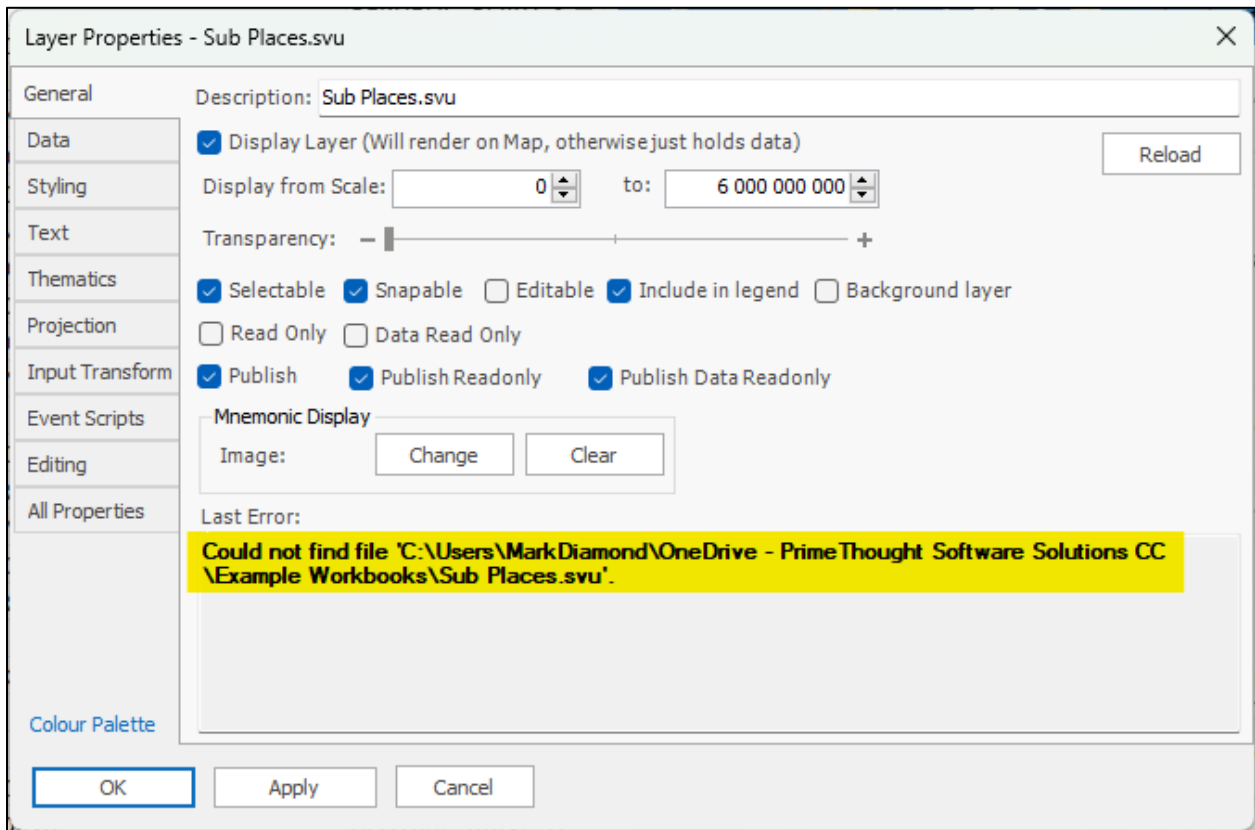 Layer Properties - Sub Places.svu
General
Description: Sub Places.svu
Data
Display Layer (Will render on Map, otherwise just holds data)
Reload
Styling
Display from Scale: 0 to: 6 000 000 000
Text
Transparency: − +
Thematics
Selectable Snapable Editable Include in legend Background layer
Projection
Read Only Data Read Only
Input Transform
Publish Publish Readonly Publish Data Readonly
Event Scripts
Mnemonic Display
Editing
Image: Change Clear
All Properties
Last Error:
Could not find file 'C:\Users\MarkDiamond\OneDrive - PrimeThought Software Solutions CC
\Example Workbooks\Sub Places.svu'.
Colour Palette
OK Apply Cancel